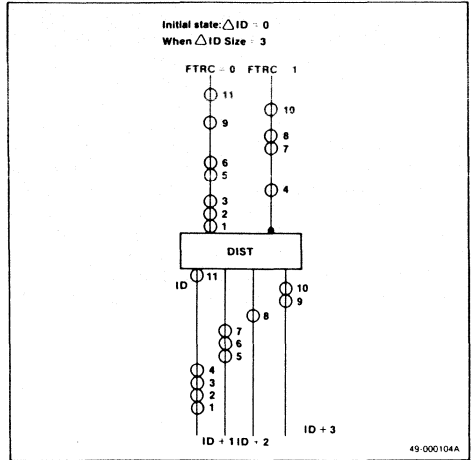 Initial state: △ ID = 0
When △ ID Size = 3
FTRC = 0 FTRC 1
11
10
9
8
7
6
5
4
3
2
1
DIST
ID
11
10
9
8
7
6
5
4
3
2
1
ID + 1 ID + 2
ID + 3
49-000104A